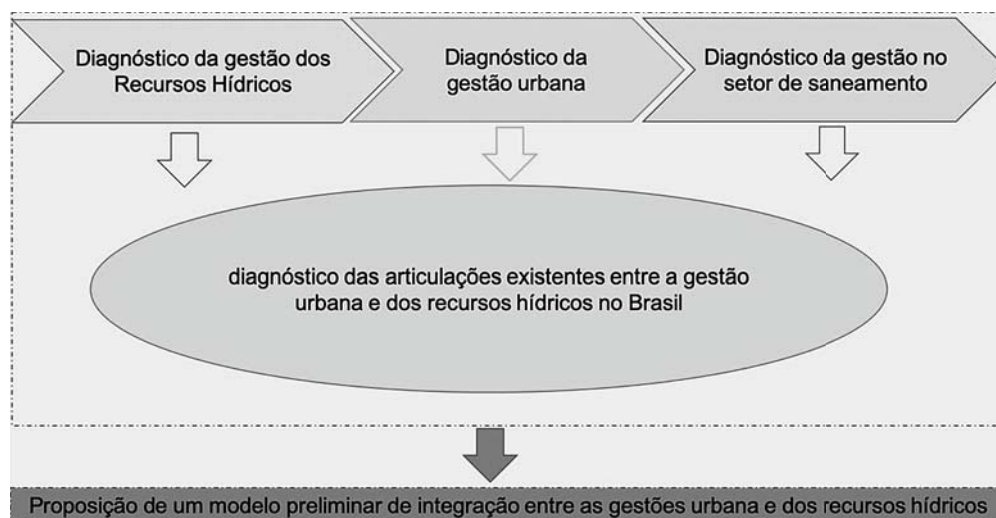 Diagnóstico da gestão dos
Recursos Hídricos
Diagnóstico da
gestão urbana
Diagnóstico da gestão no
setor de saneamento
diagnóstico das articulações existentes entre a gestão
urbana e dos recursos hídricos no Brasil
Proposição de um modelo preliminar de integração entre as gestões urbana e dos recursos hídricos